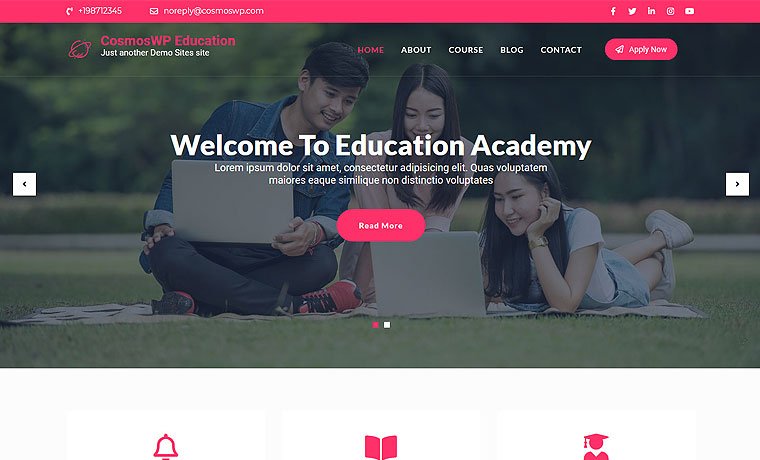 +198712345
noreply@cosmoswp.com
CosmosWP Education
Just another Demo Sites site
HOME ABOUT COURSE BLOG CONTACT Apply Now
Welcome To Education Academy
Lorem ipsum dolor sit amet, consectetur adipisicing elit. Quas voluptatem
maiores eaque similique non distinctio voluptates
Read More